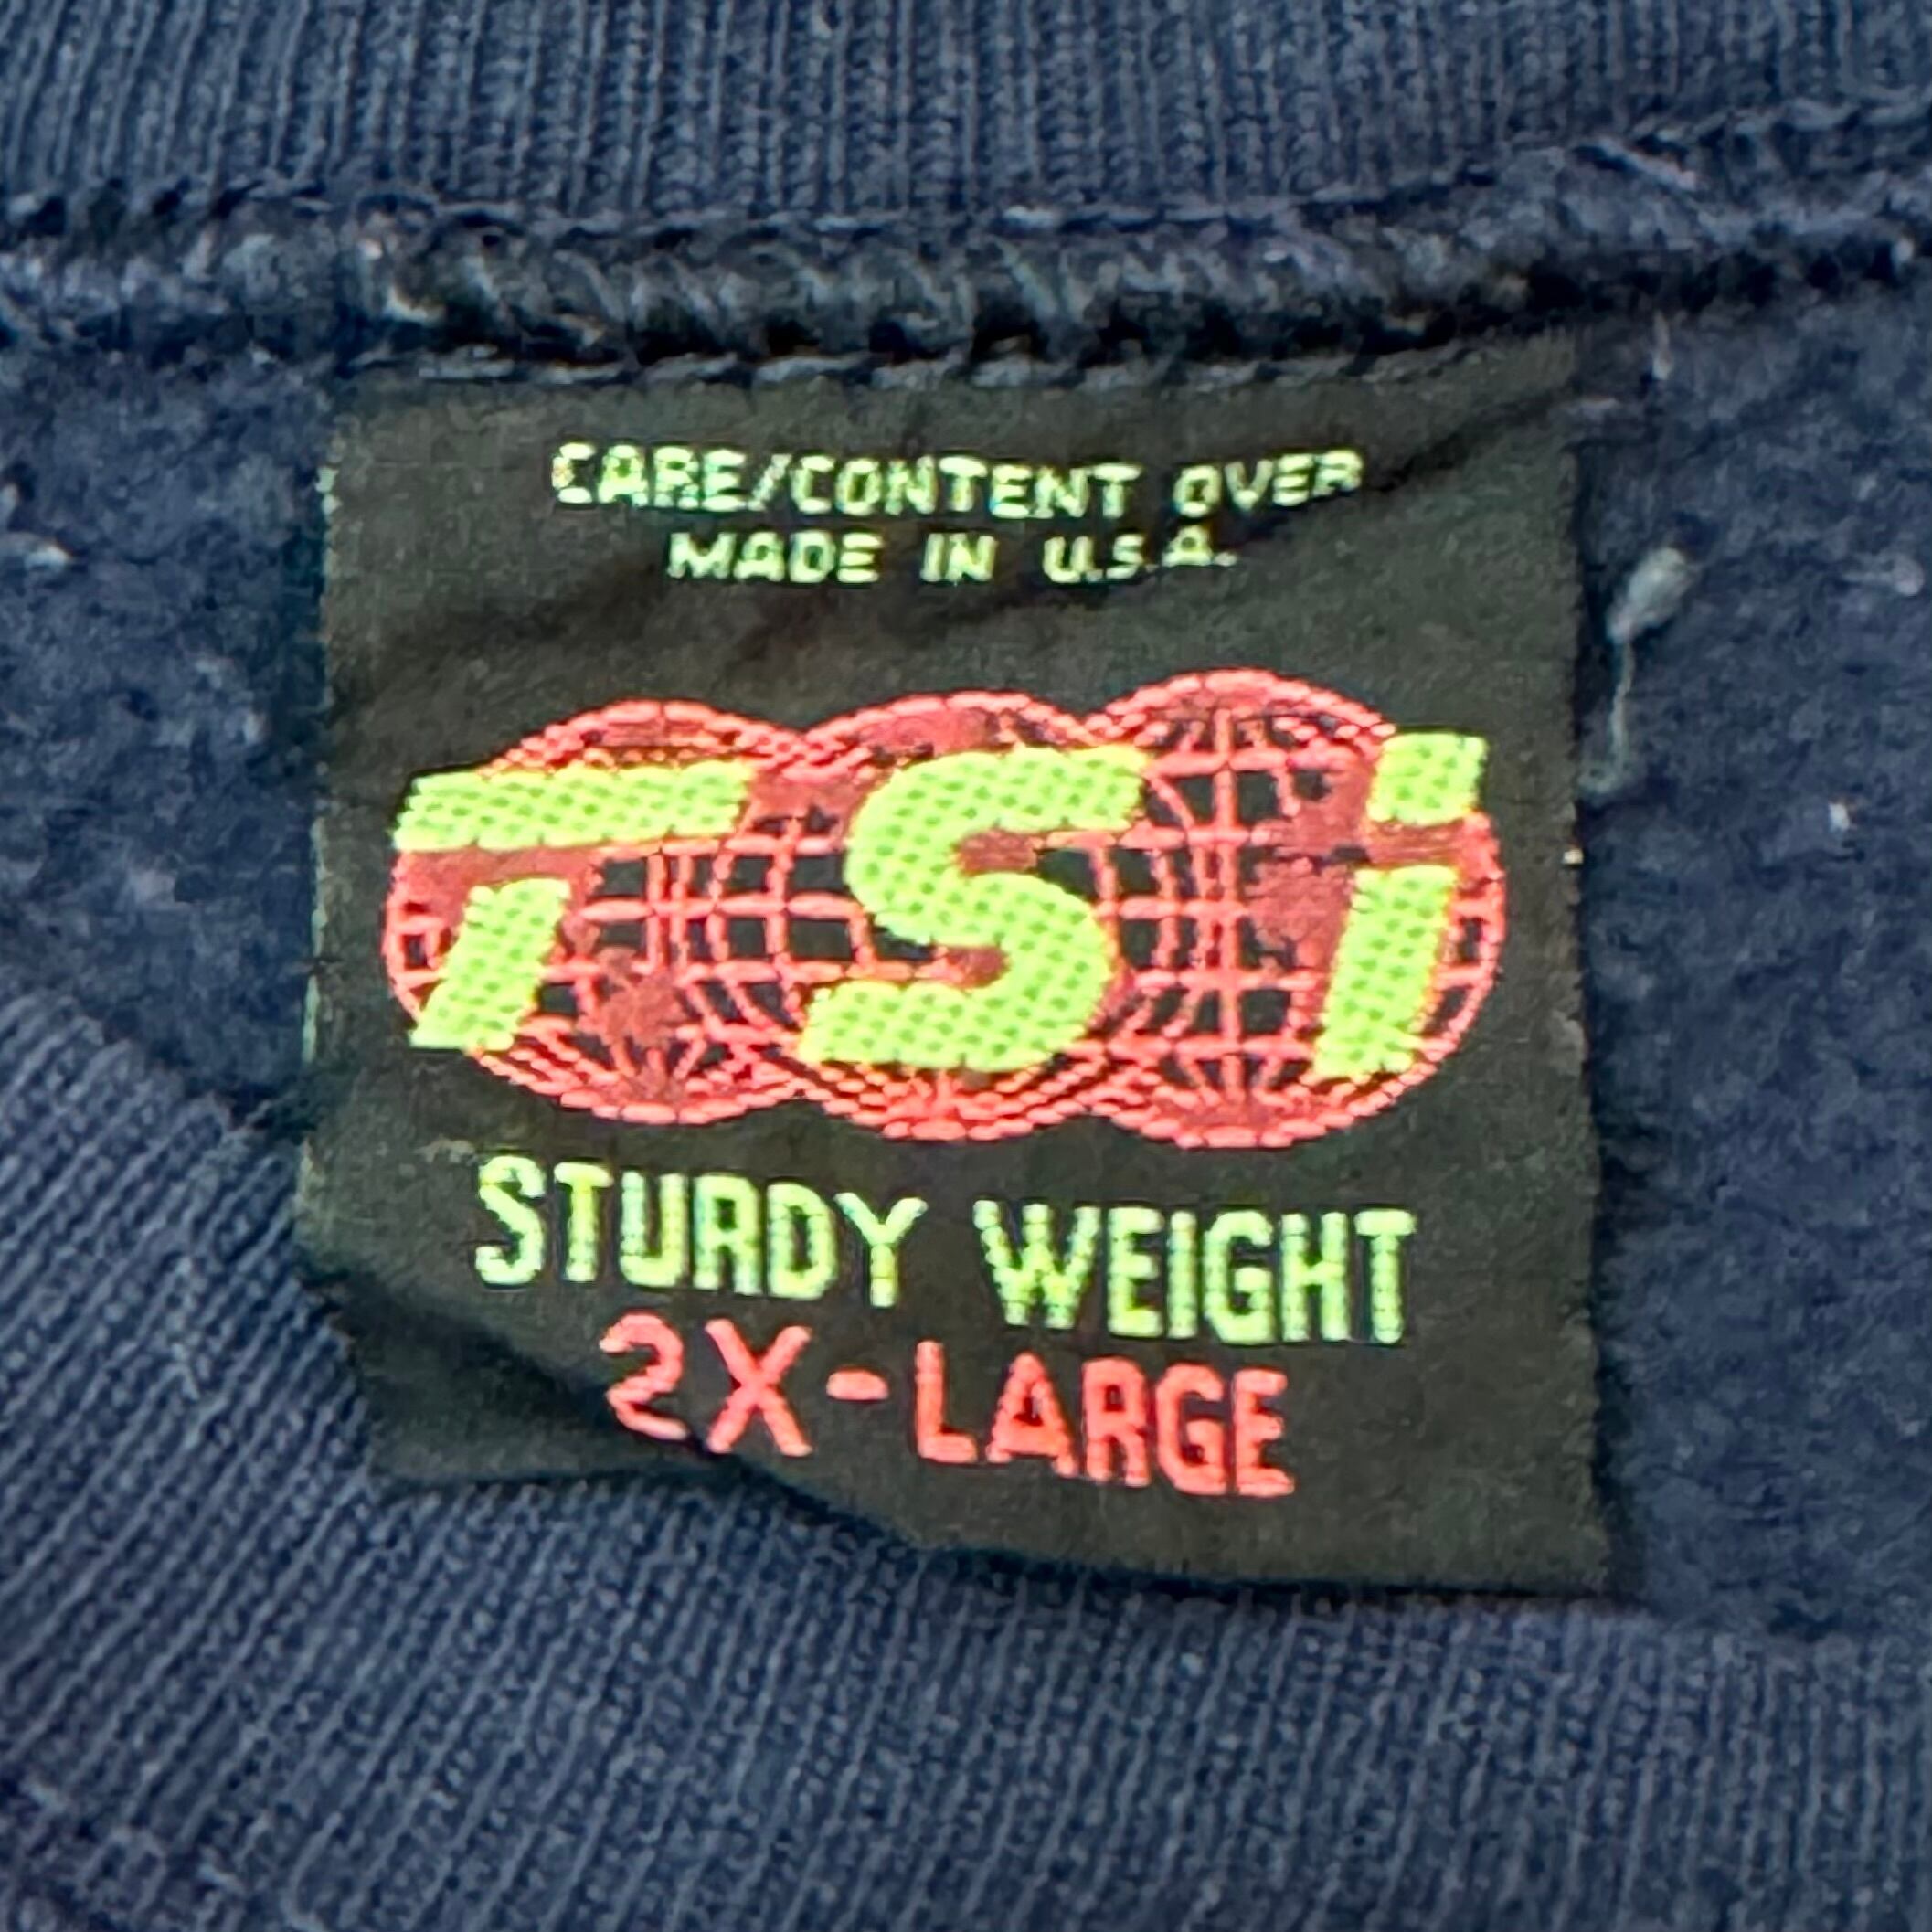 CARE/CONTENT OVER
MADE IN U.S.A.
TSi
STURDY WEIGHT
2X-LARGE